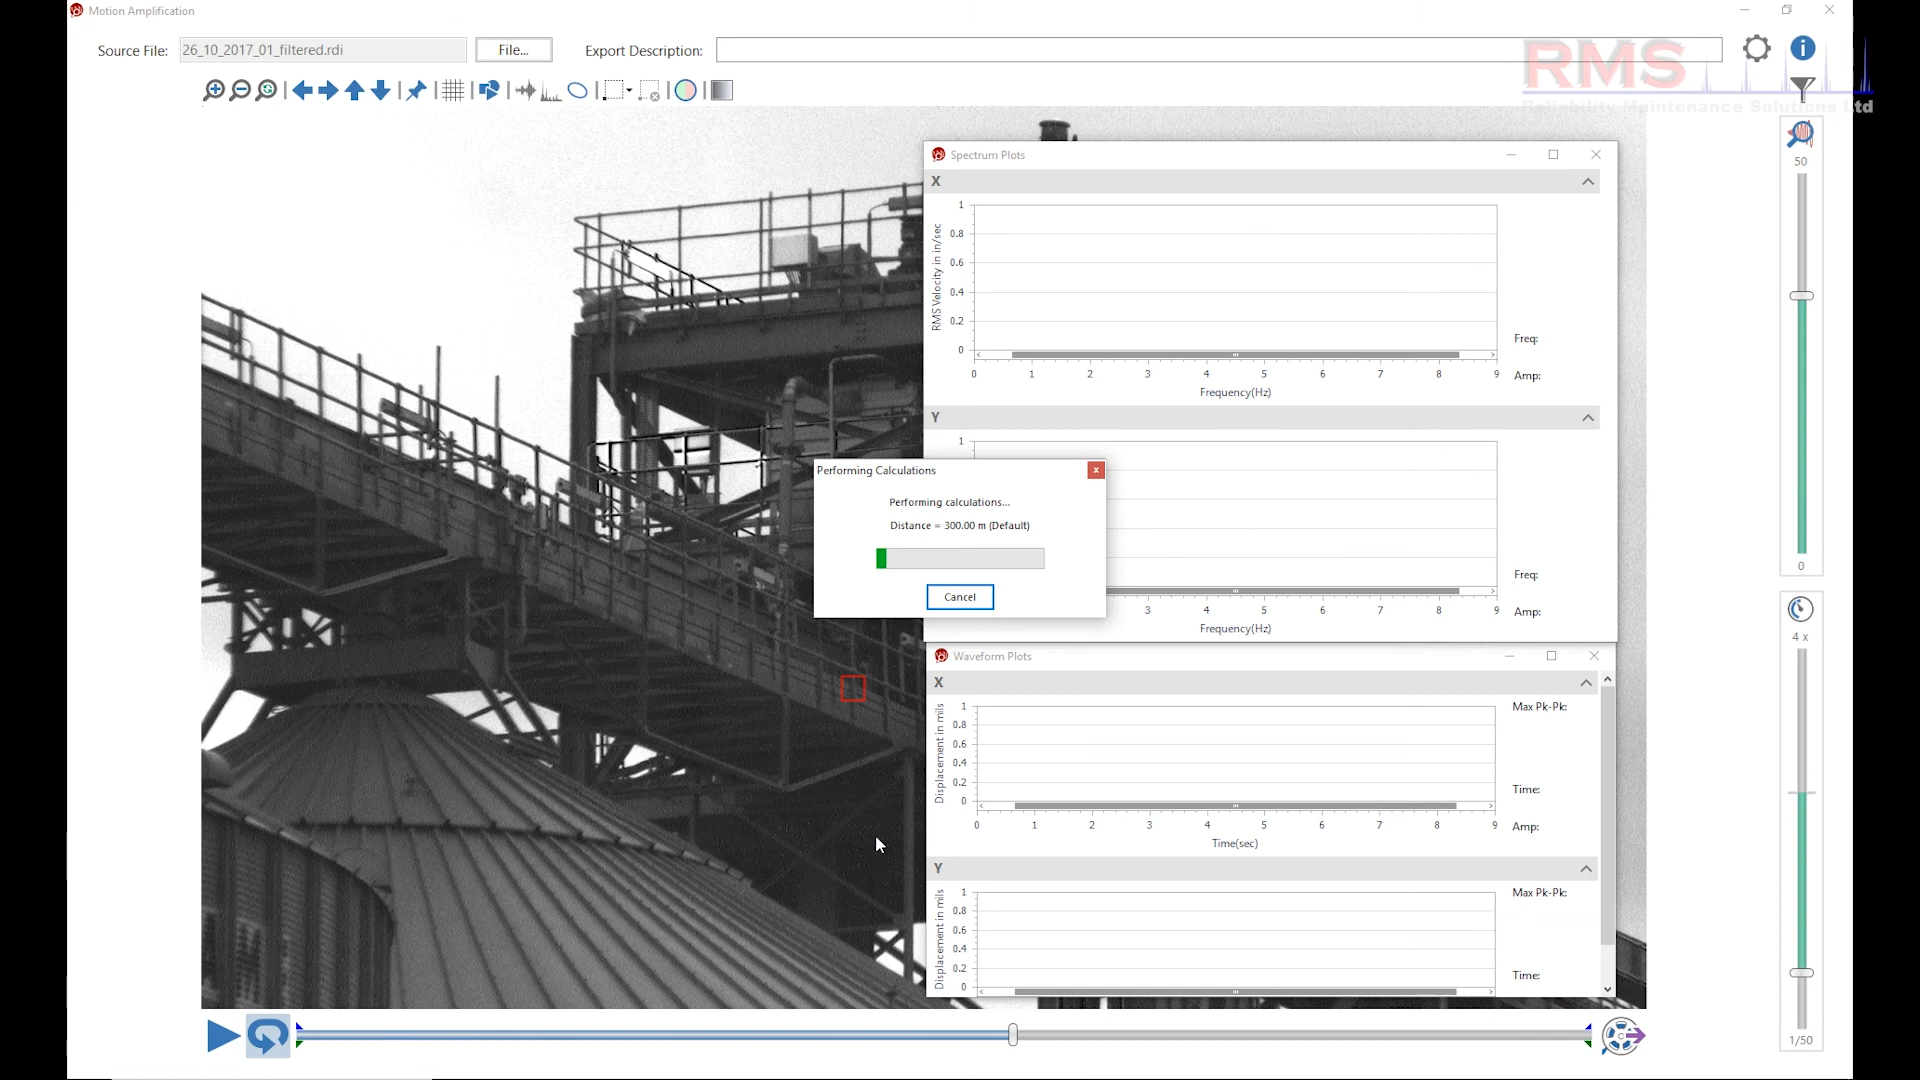 Motion Amplification
Source File: 26_10_2017_01_filtered.rdi File... Export Description:
RMS
Reliability Maintenance Solutions Ltd
Spectrum Plots
X
1
0.8
0.6
0.4
0.2
0
RMS Velocity in in/sec
0 1 2 3 4 5 6 7 8 9
Frequency(Hz)
Freq:
Amp:
Y
1
3 4 5 6 7 8 9
Frequency(Hz)
Freq:
Amp:
Performing Calculations
Performing calculations...
Distance = 300.00 m (Default)
Cancel
Waveform Plots
X
1
0.8
0.6
0.4
0.2
0
Displacement in mils
0 1 2 3 4 5 6 7 8 9
Time(sec)
Max Pk-Pk:
Time:
Amp:
Y
1
0.8
0.6
0.4
0.2
0
Displacement in mils
Max Pk-Pk:
Time:
50
0
4 x
1/50